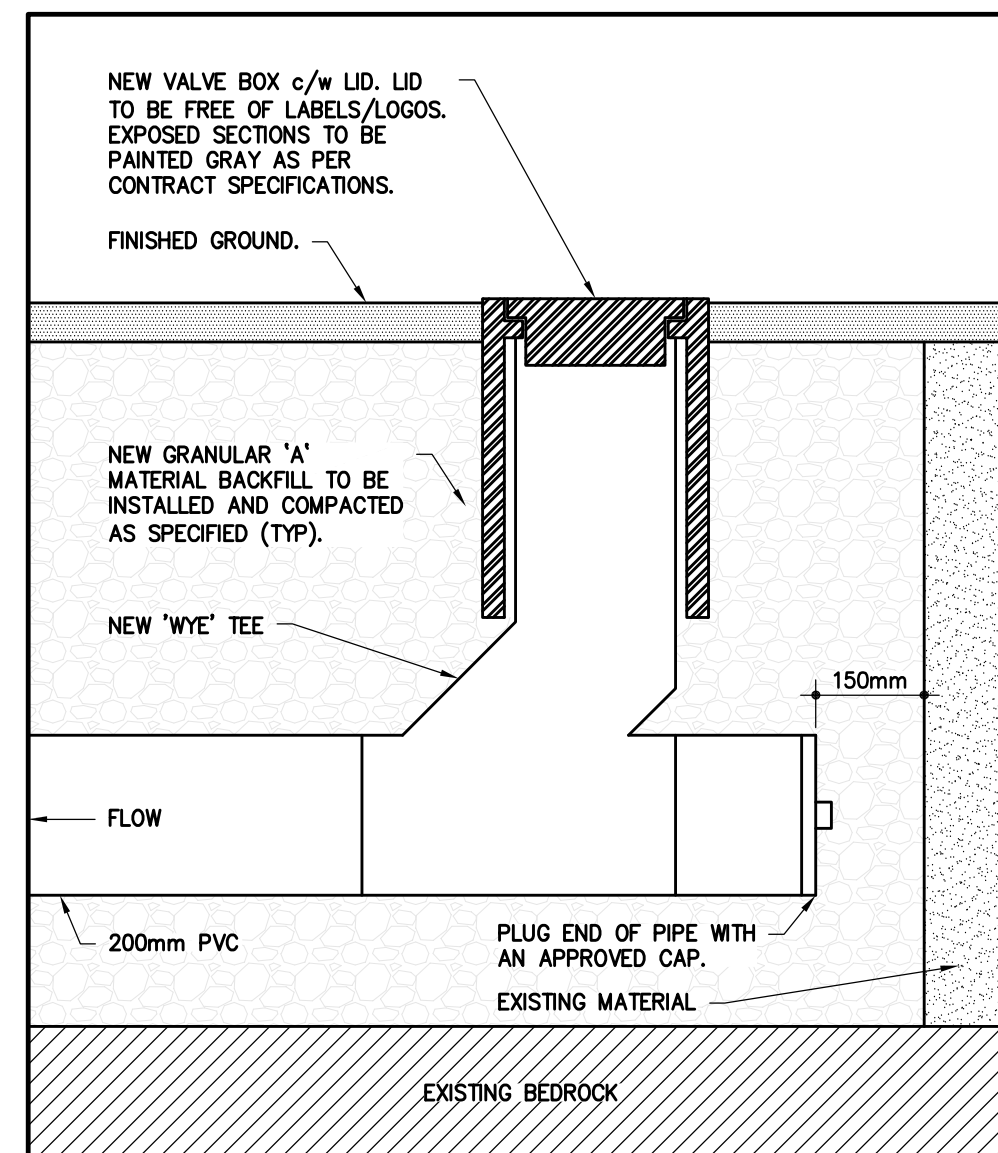 NEW VALVE BOX c/w LID. LID
TO BE FREE OF LABELS/LOGOS.
EXPOSED SECTIONS TO BE
PAINTED GRAY AS PER
CONTRACT SPECIFICATIONS.
FINISHED GROUND.
NEW GRANULAR 'A'
MATERIAL BACKFILL TO BE
INSTALLED AND COMPACTED
AS SPECIFIED (TYP).
NEW 'WYE' TEE
150mm
FLOW
200mm PVC
PLUG END OF PIPE WITH
AN APPROVED CAP.
EXISTING MATERIAL
EXISTING BEDROCK